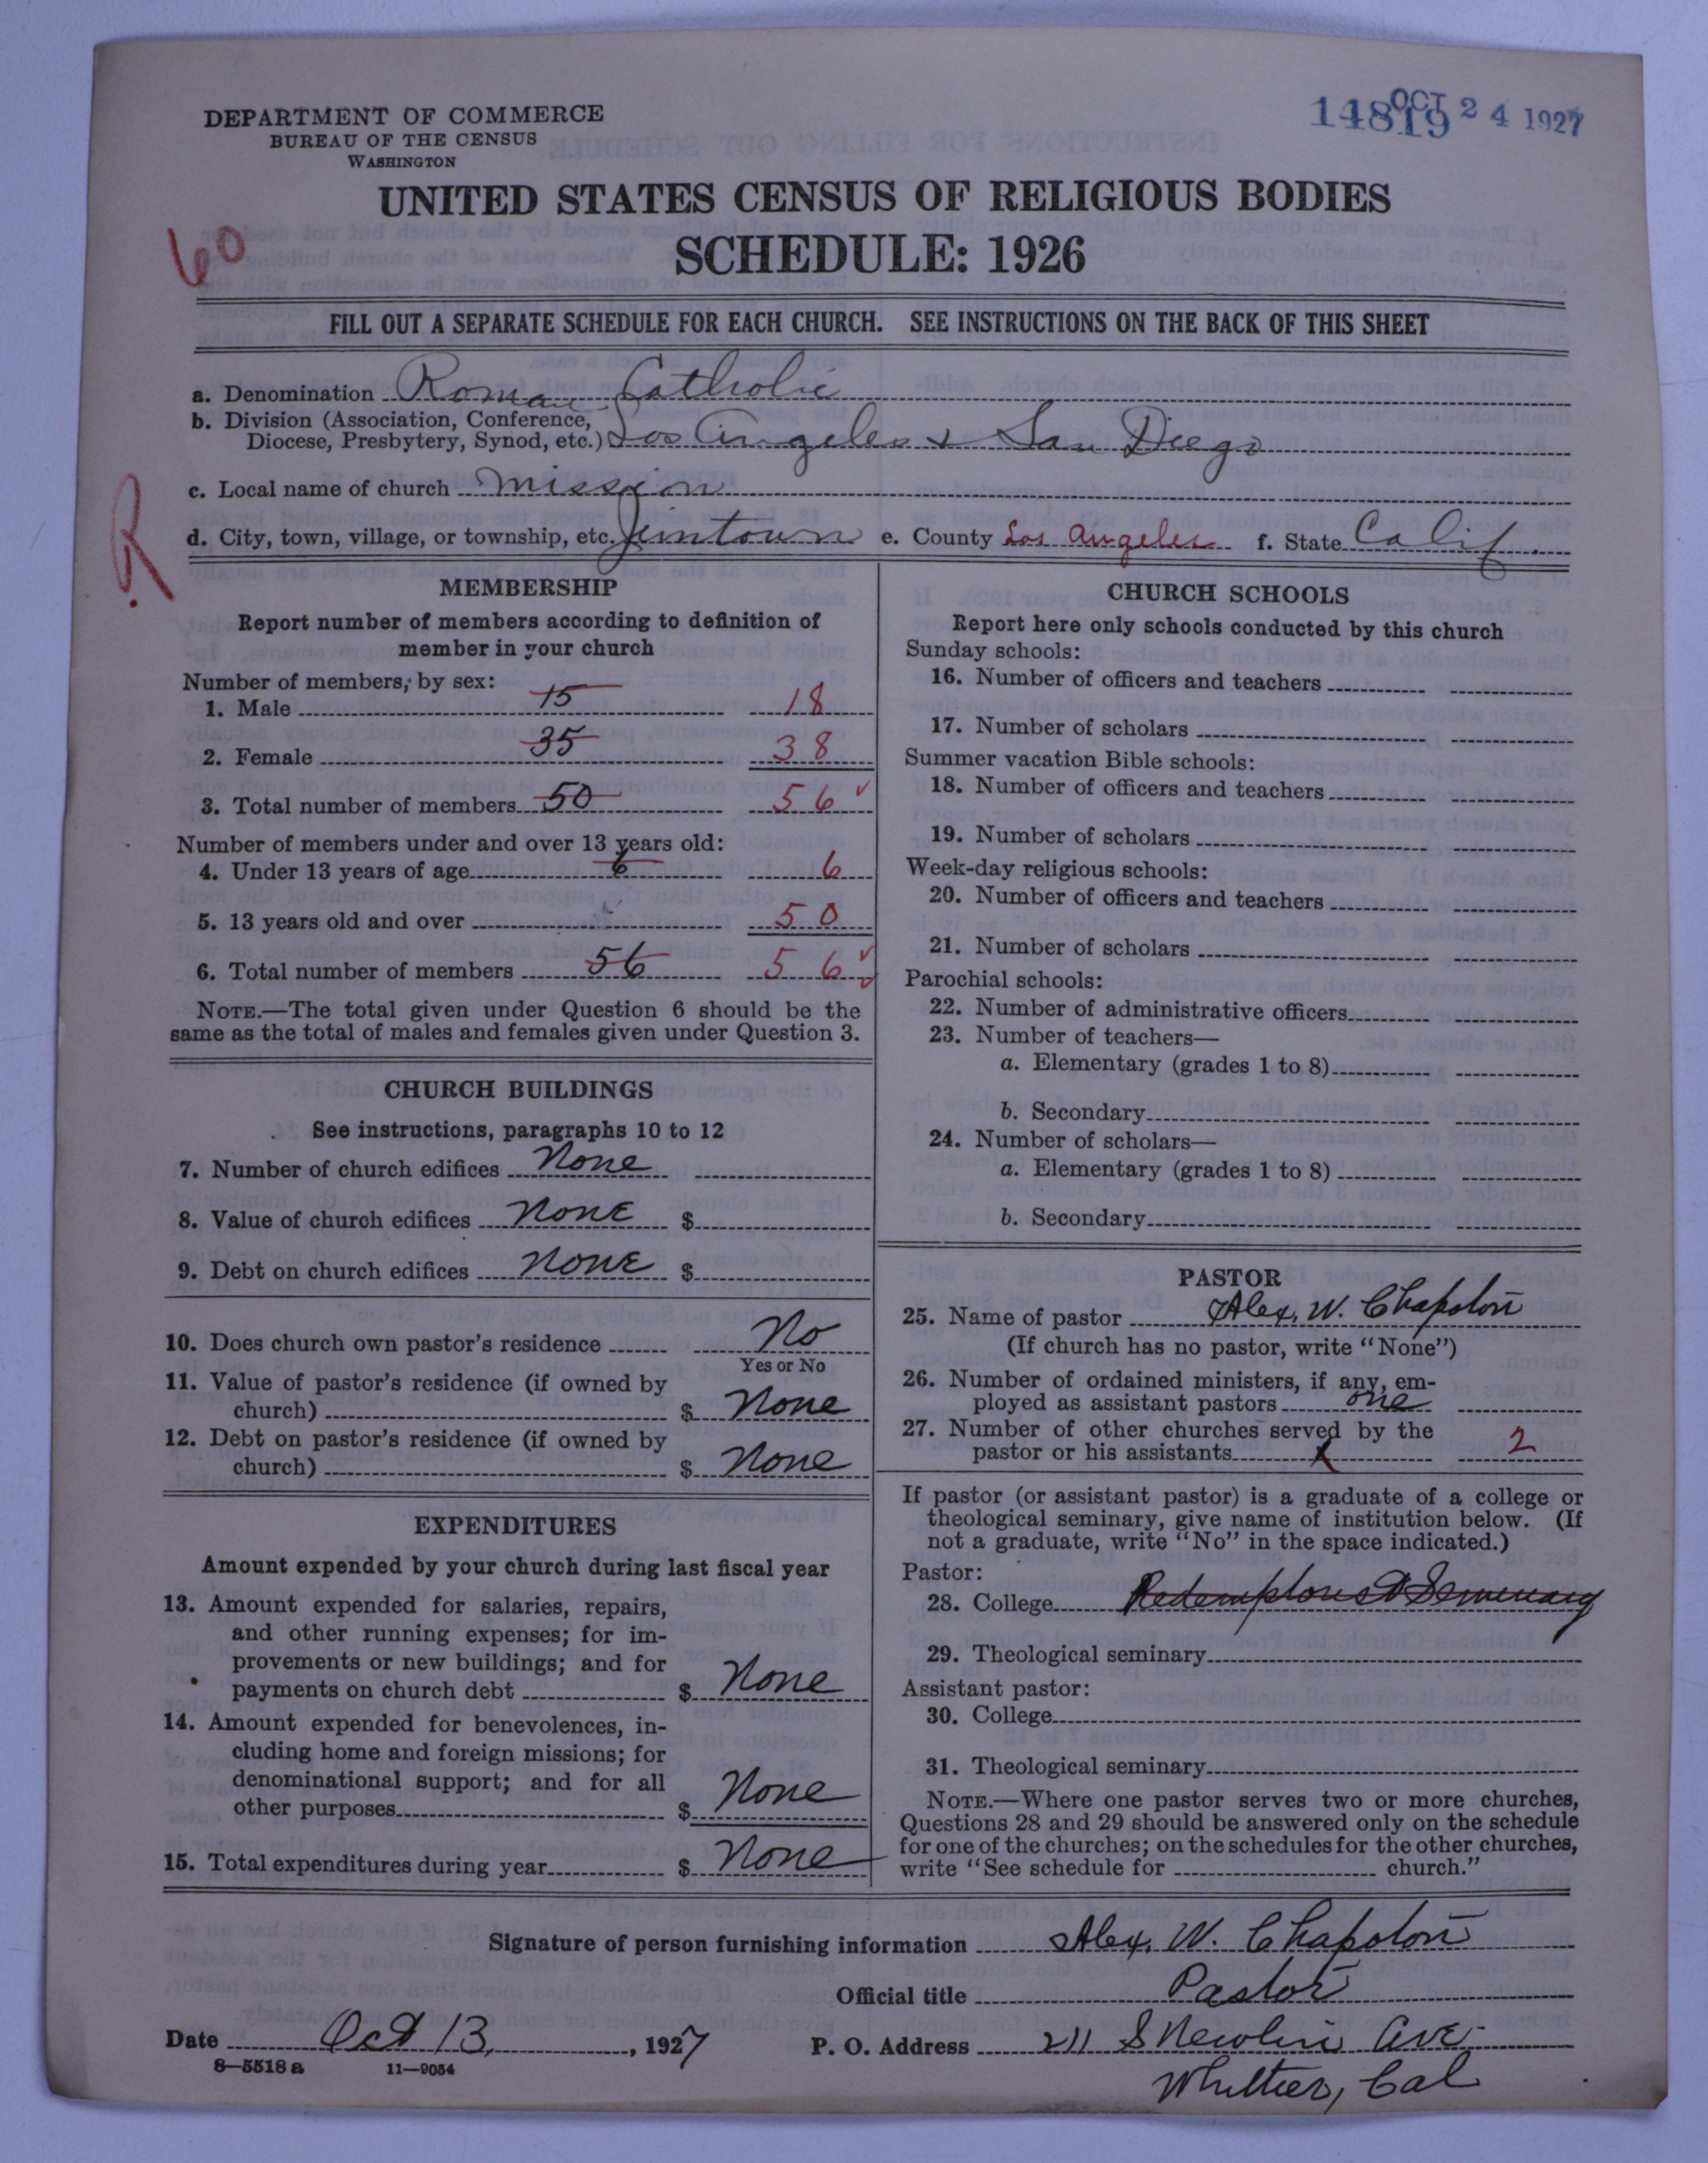 DEPARTMENT OF COMMERCE
BUREAU OF THE CENSUS
WASHINGTON
14819 OCT 24 1927
UNITED STATES CENSUS OF RELIGIOUS BODIES
SCHEDULE: 1926
60
FILL OUT A SEPARATE SCHEDULE FOR EACH CHURCH. SEE INSTRUCTIONS ON THE BACK OF THIS SHEET
a. Denomination Roman Catholic
b. Division (Association, Conference,
Diocese, Presbytery, Synod, etc.) Los Angeles & San Diego
c. Local name of church Mission
R.
d. City, town, village, or township, etc. Jimtown e. County Los Angeles f. State Calif.
MEMBERSHIP
Report number of members according to definition of
member in your church
Number of members, by sex:
1. Male 15 18
2. Female 35 38
3. Total number of members 50 56
Number of members under and over 13 years old:
4. Under 13 years of age 6 6
5. 13 years old and over 50
6. Total number of members 56 56
NOTE.—The total given under Question 6 should be the
same as the total of males and females given under Question 3.
CHURCH BUILDINGS
See instructions, paragraphs 10 to 12
7. Number of church edifices None
8. Value of church edifices None $
9. Debt on church edifices None $
10. Does church own pastor's residence No
Yes or No
11. Value of pastor's residence (if owned by
church) $ None
12. Debt on pastor's residence (if owned by
church) $ None
EXPENDITURES
Amount expended by your church during last fiscal year
13. Amount expended for salaries, repairs,
and other running expenses; for im-
provements or new buildings; and for
payments on church debt $ None
14. Amount expended for benevolences, in-
cluding home and foreign missions; for
denominational support; and for all
other purposes $ None
15. Total expenditures during year $ None
CHURCH SCHOOLS
Report here only schools conducted by this church
Sunday schools:
16. Number of officers and teachers
17. Number of scholars
Summer vacation Bible schools:
18. Number of officers and teachers
19. Number of scholars
Week-day religious schools:
20. Number of officers and teachers
21. Number of scholars
Parochial schools:
22. Number of administrative officers
23. Number of teachers—
a. Elementary (grades 1 to 8)
b. Secondary
24. Number of scholars—
a. Elementary (grades 1 to 8)
b. Secondary
PASTOR
25. Name of pastor Alex. W. Chapoton
(If church has no pastor, write "None")
26. Number of ordained ministers, if any, em-
ployed as assistant pastors one
27. Number of other churches served by the
pastor or his assistants 2
If pastor (or assistant pastor) is a graduate of a college or
theological seminary, give name of institution below. (If
not a graduate, write "No" in the space indicated.)
Pastor:
28. College Redemptorist Seminary
29. Theological seminary
Assistant pastor:
30. College
31. Theological seminary
NOTE.—Where one pastor serves two or more churches,
Questions 28 and 29 should be answered only on the schedule
for one of the churches; on the schedules for the other churches,
write "See schedule for church."
Signature of person furnishing information Alex. W. Chapoton
Official title Pastor
Date Oct 13, 1927 P. O. Address 211 S Newlin Ave
8—5518 a 11—9054
Whittier, Cal